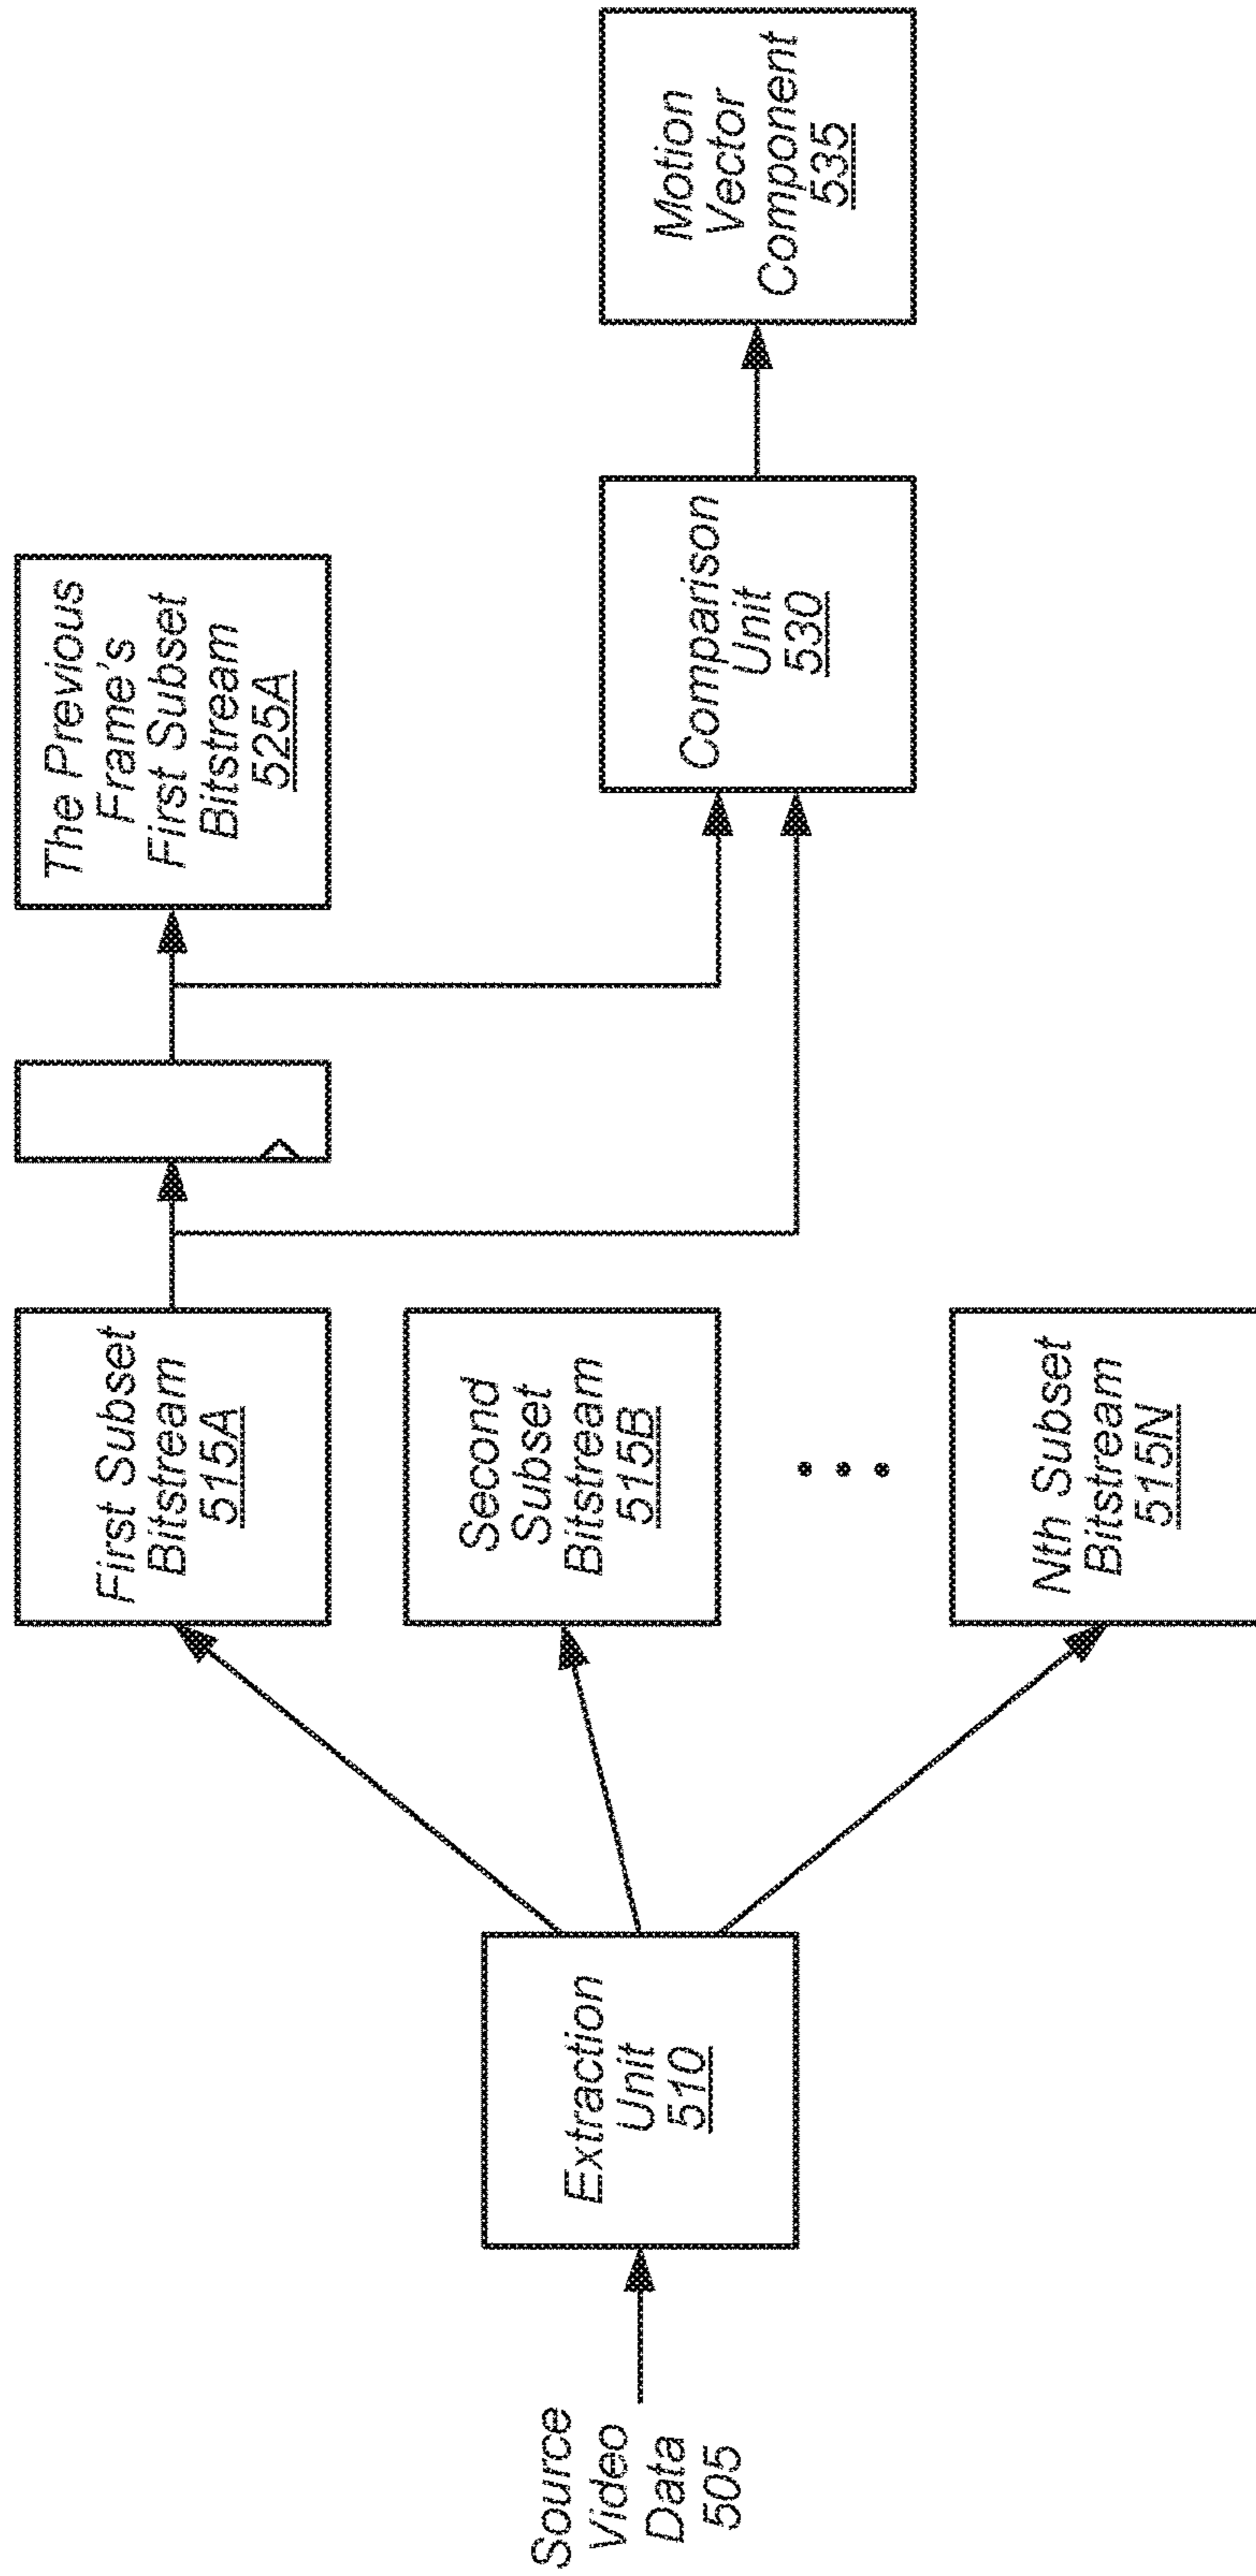 Source
Video
Data
505
Extraction
Unit
510
First Subset
Bitstream
515A
Second
Subset
Bitstream
515B
Nth Subset
Bitstream
515N
The Previous
Frame's
First Subset
Bitstream
525A
Comparison
Unit
530
Motion
Vector
Component
535